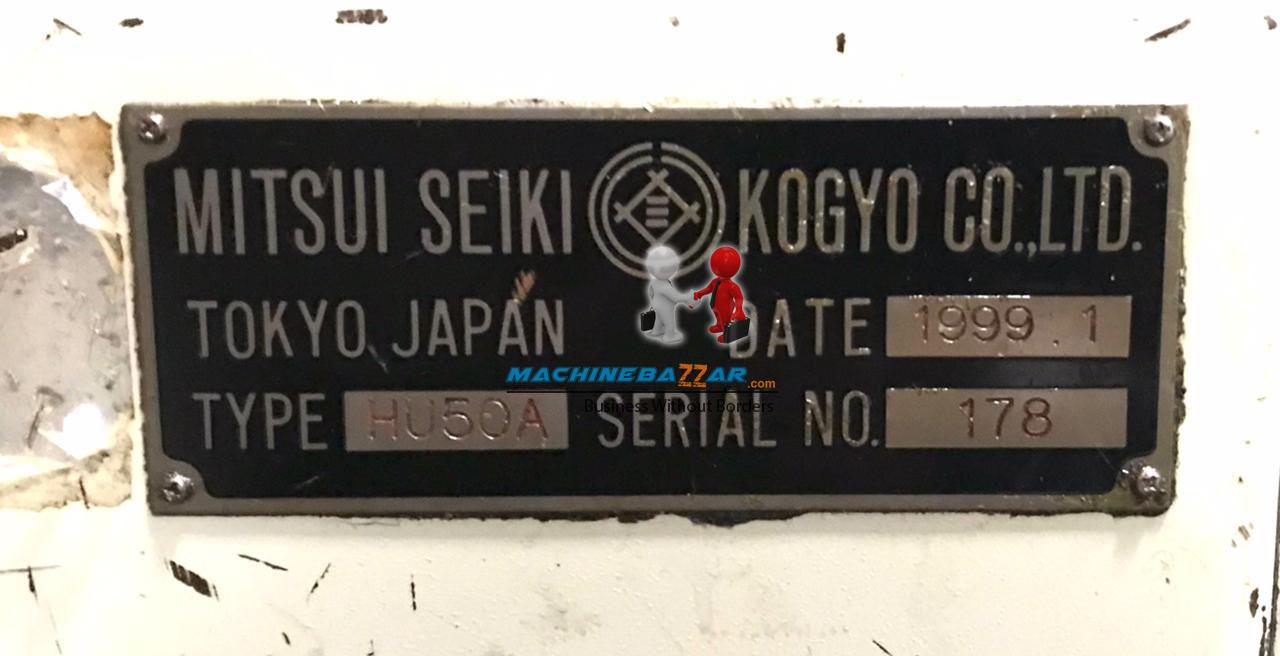 MITSUI SEIKI KOGYO CO.,LTD.
TOKYO JAPAN DATE 1999.1
MACHINEBA77AR.com
Business Without Borders
TYPE HU50A SERIAL NO. 178